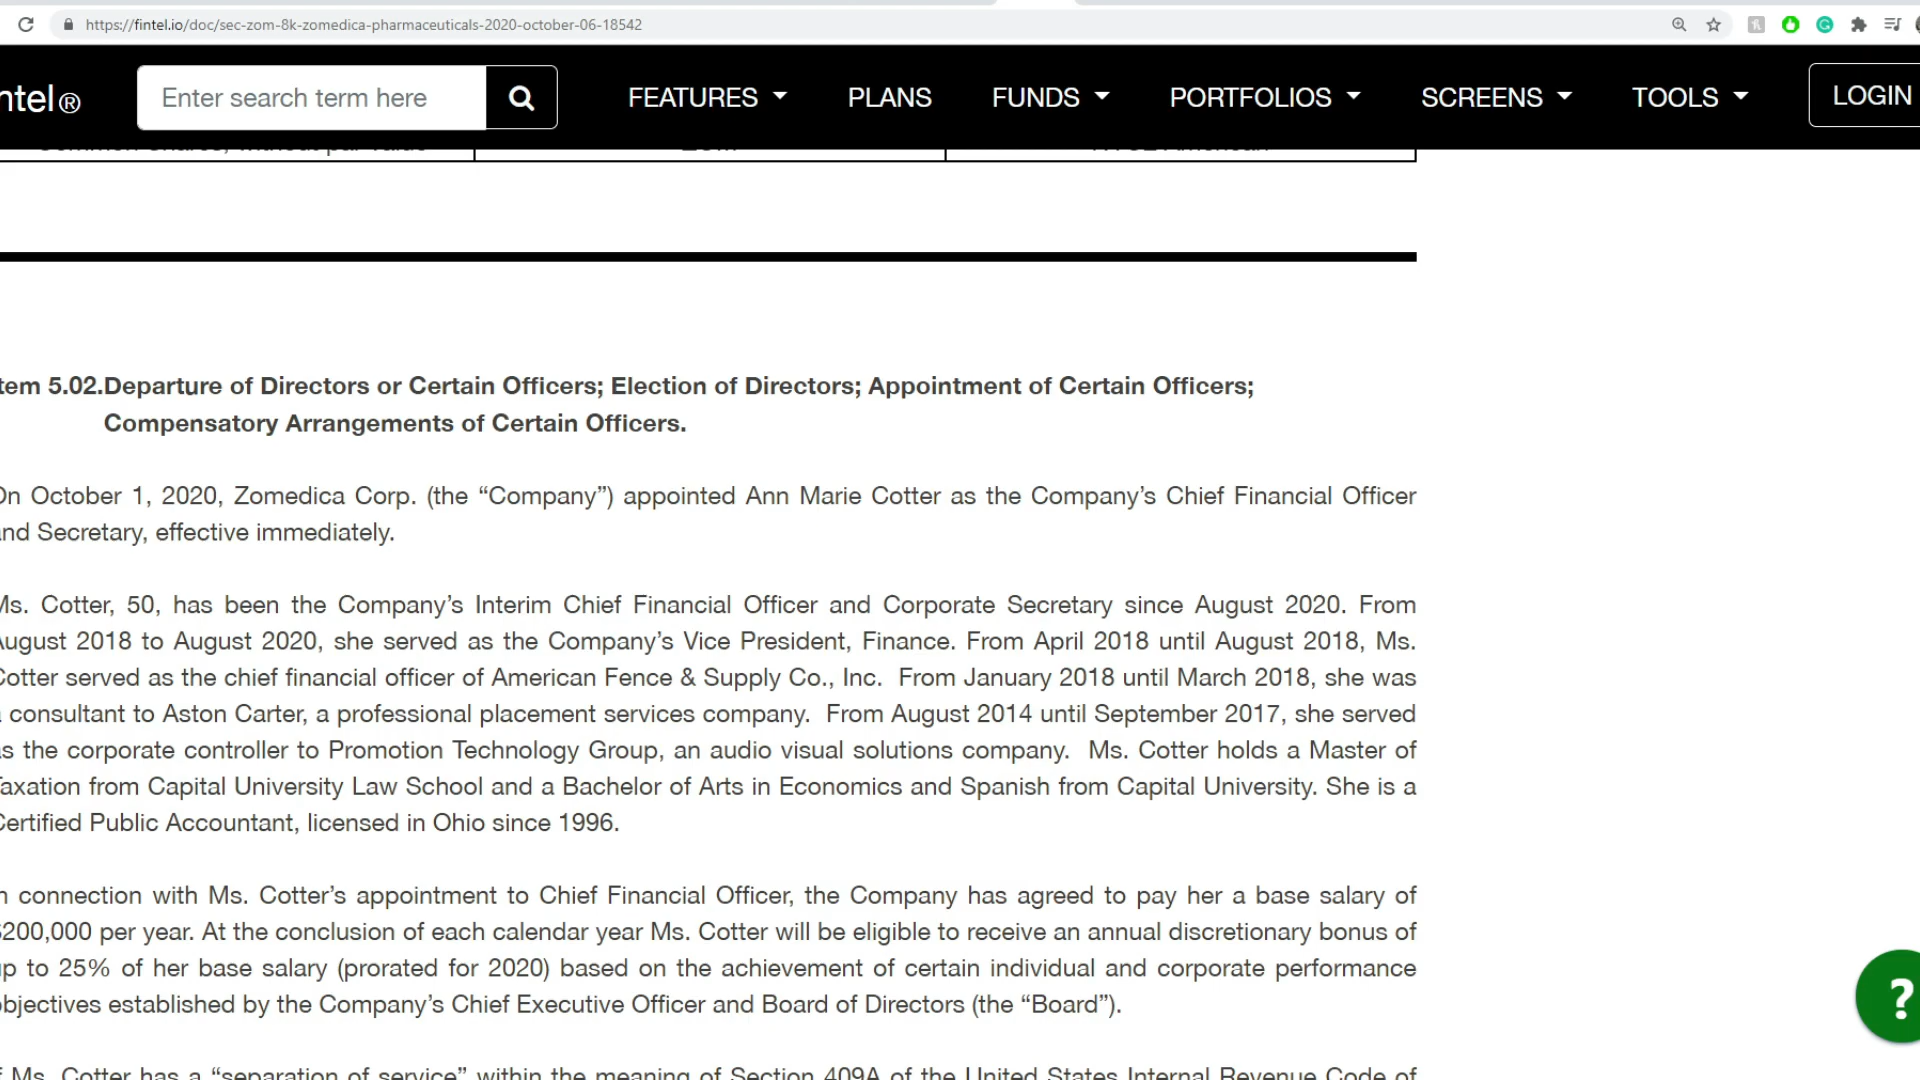 https://fintel.io/doc/sec-zom-8k-zomedica-pharmaceuticals-2020-october-06-18542
ntel®
Enter search term here
FEATURES
PLANS
FUNDS
PORTFOLIOS
SCREENS
TOOLS
LOGIN
tem 5.02.Departure of Directors or Certain Officers; Election of Directors; Appointment of Certain Officers;
Compensatory Arrangements of Certain Officers.
On October 1, 2020, Zomedica Corp. (the “Company”) appointed Ann Marie Cotter as the Company’s Chief Financial Officer
nd Secretary, effective immediately.
Ms. Cotter, 50, has been the Company’s Interim Chief Financial Officer and Corporate Secretary since August 2020. From
August 2018 to August 2020, she served as the Company’s Vice President, Finance. From April 2018 until August 2018, Ms.
Cotter served as the chief financial officer of American Fence & Supply Co., Inc. From January 2018 until March 2018, she was
consultant to Aston Carter, a professional placement services company. From August 2014 until September 2017, she served
s the corporate controller to Promotion Technology Group, an audio visual solutions company. Ms. Cotter holds a Master of
Taxation from Capital University Law School and a Bachelor of Arts in Economics and Spanish from Capital University. She is a
Certified Public Accountant, licensed in Ohio since 1996.
n connection with Ms. Cotter’s appointment to Chief Financial Officer, the Company has agreed to pay her a base salary of
$200,000 per year. At the conclusion of each calendar year Ms. Cotter will be eligible to receive an annual discretionary bonus of
up to 25% of her base salary (prorated for 2020) based on the achievement of certain individual and corporate performance
objectives established by the Company’s Chief Executive Officer and Board of Directors (the “Board”).
f Ms. Cotter has a “separation of service” within the meaning of Section 409A of the United States Internal Revenue Code of
?